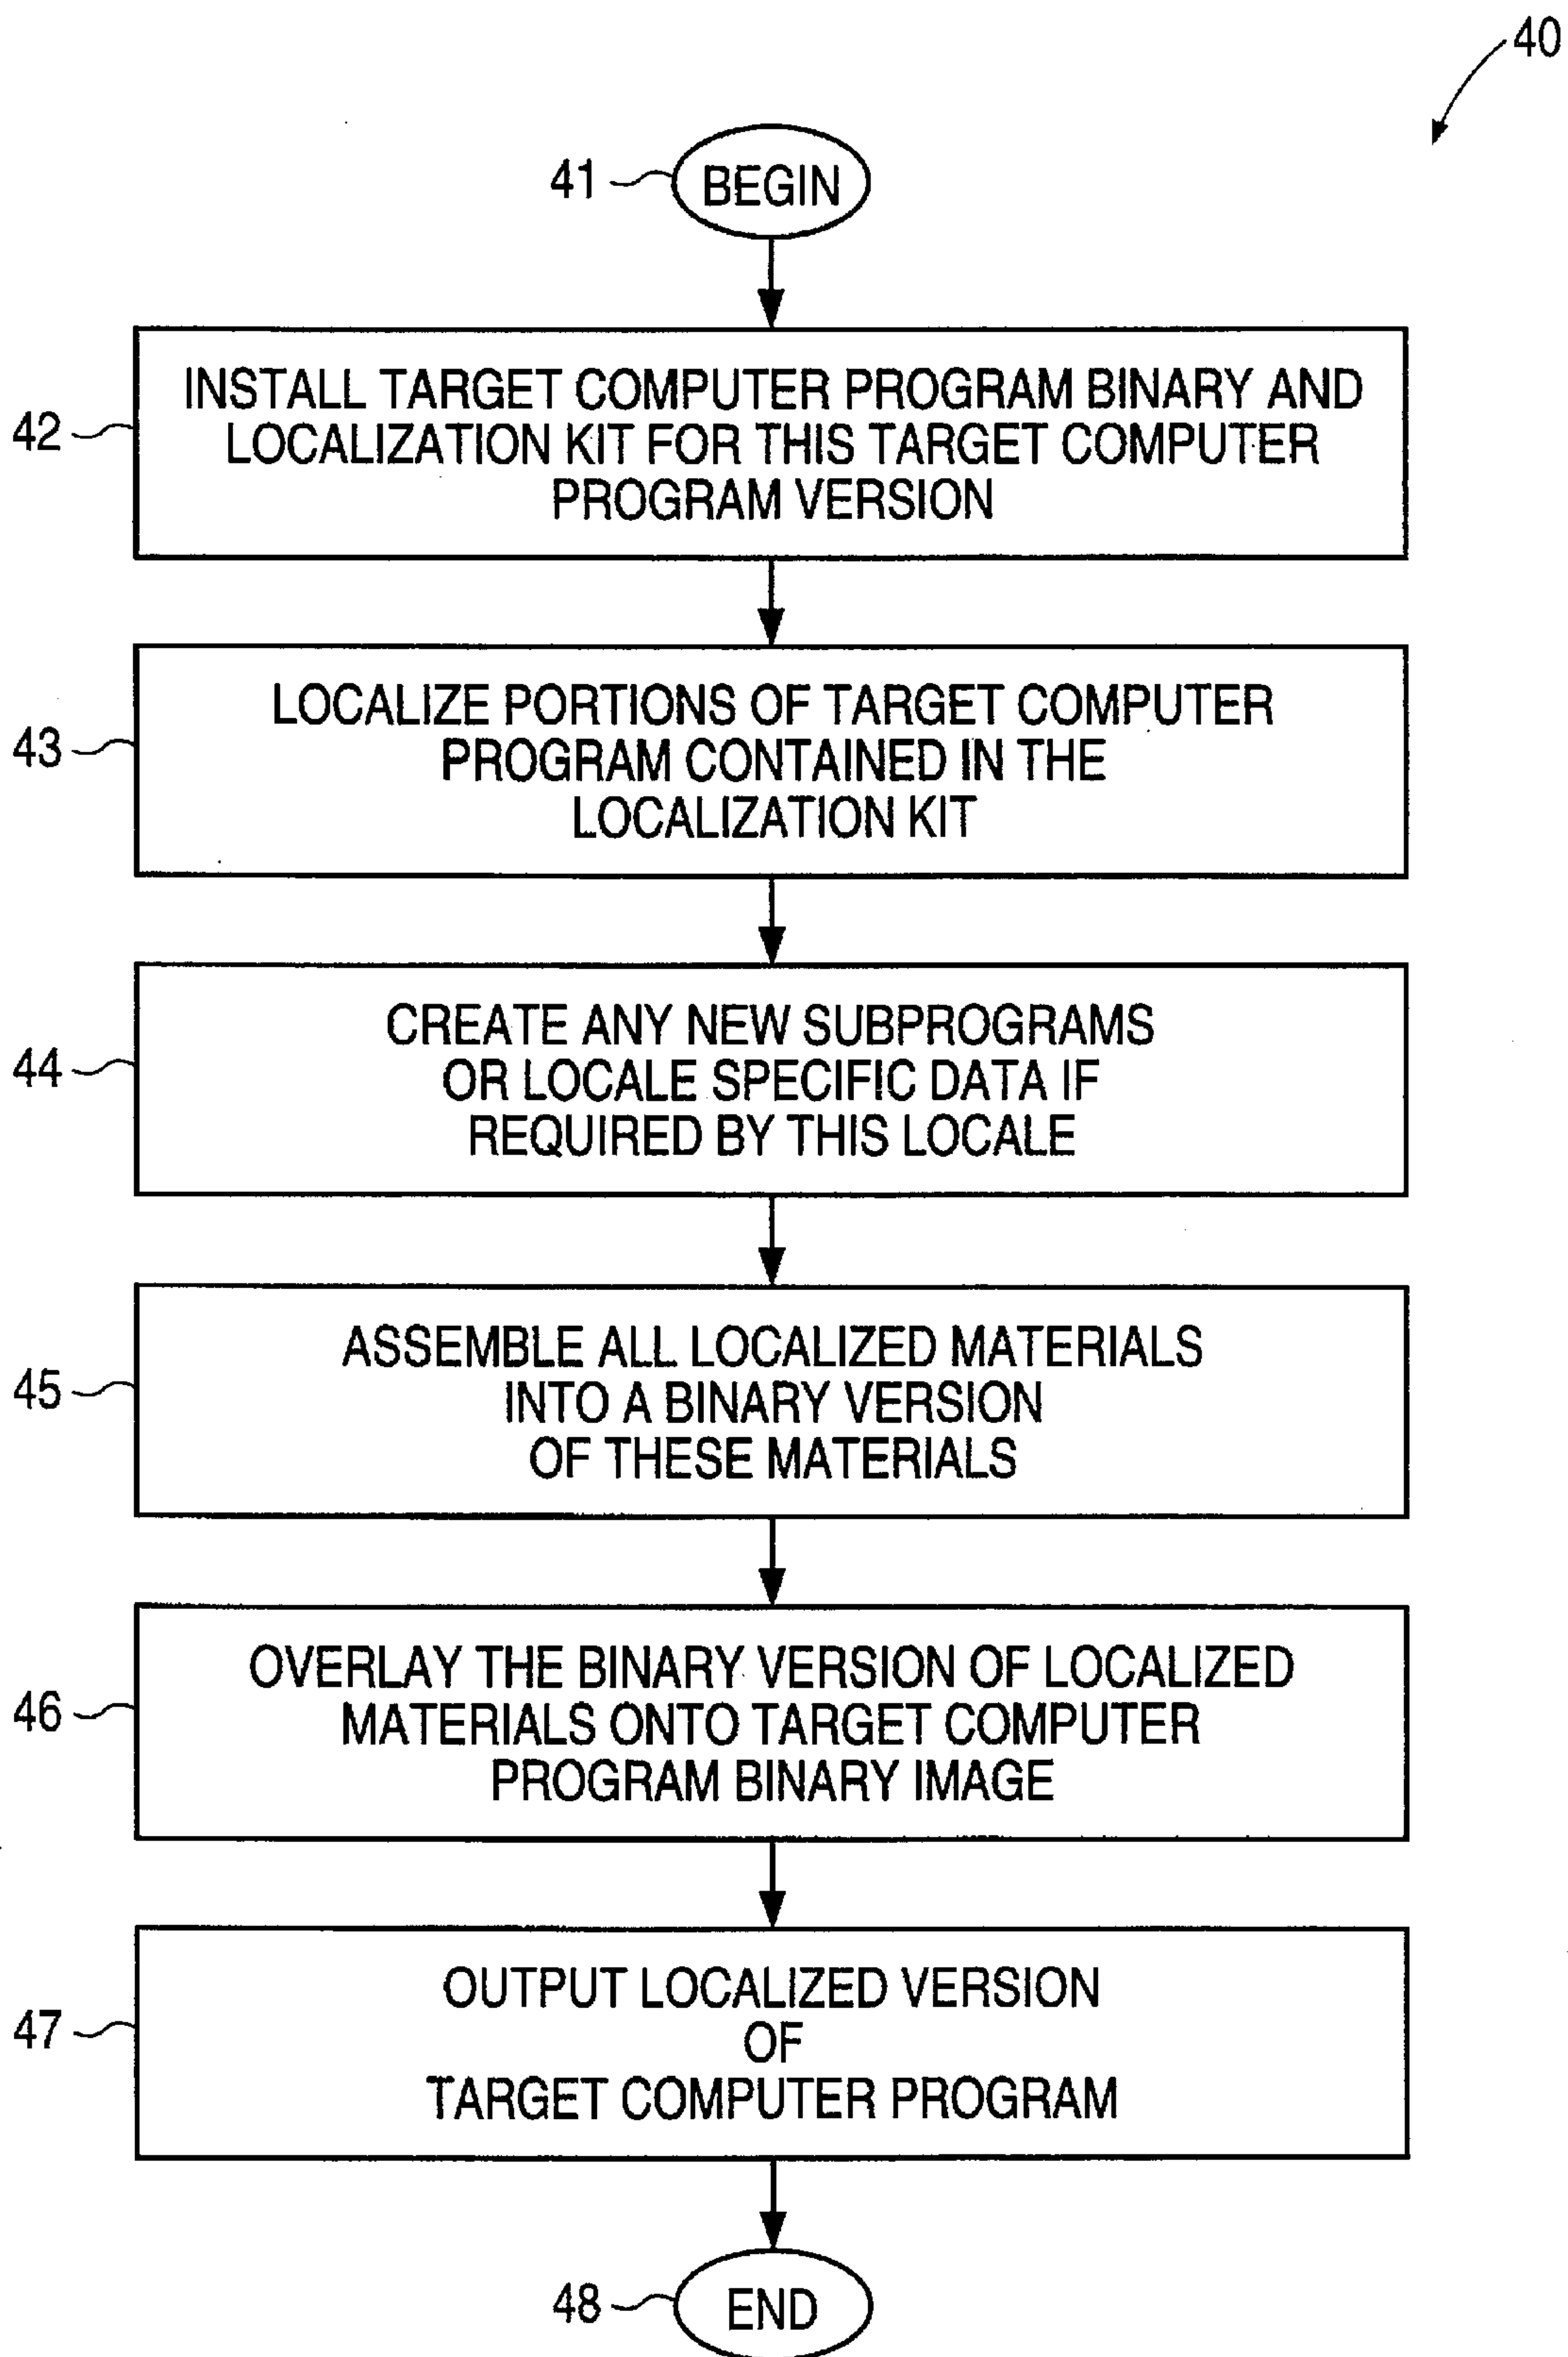 40
41 BEGIN
INSTALL TARGET COMPUTER PROGRAM BINARY AND
42 LOCALIZATION KIT FOR THIS TARGET COMPUTER
PROGRAM VERSION
LOCALIZE PORTIONS OF TARGET COMPUTER
43 PROGRAM CONTAINED IN THE
LOCALIZATION KIT
CREATE ANY NEW SUBPROGRAMS
44 OR LOCALE SPECIFIC DATA IF
REQUIRED BY THIS LOCALE
ASSEMBLE ALL LOCALIZED MATERIALS
45 INTO A BINARY VERSION
OF THESE MATERIALS
OVERLAY THE BINARY VERSION OF LOCALIZED
46 MATERIALS ONTO TARGET COMPUTER
PROGRAM BINARY IMAGE
OUTPUT LOCALIZED VERSION
47 OF
TARGET COMPUTER PROGRAM
48 END